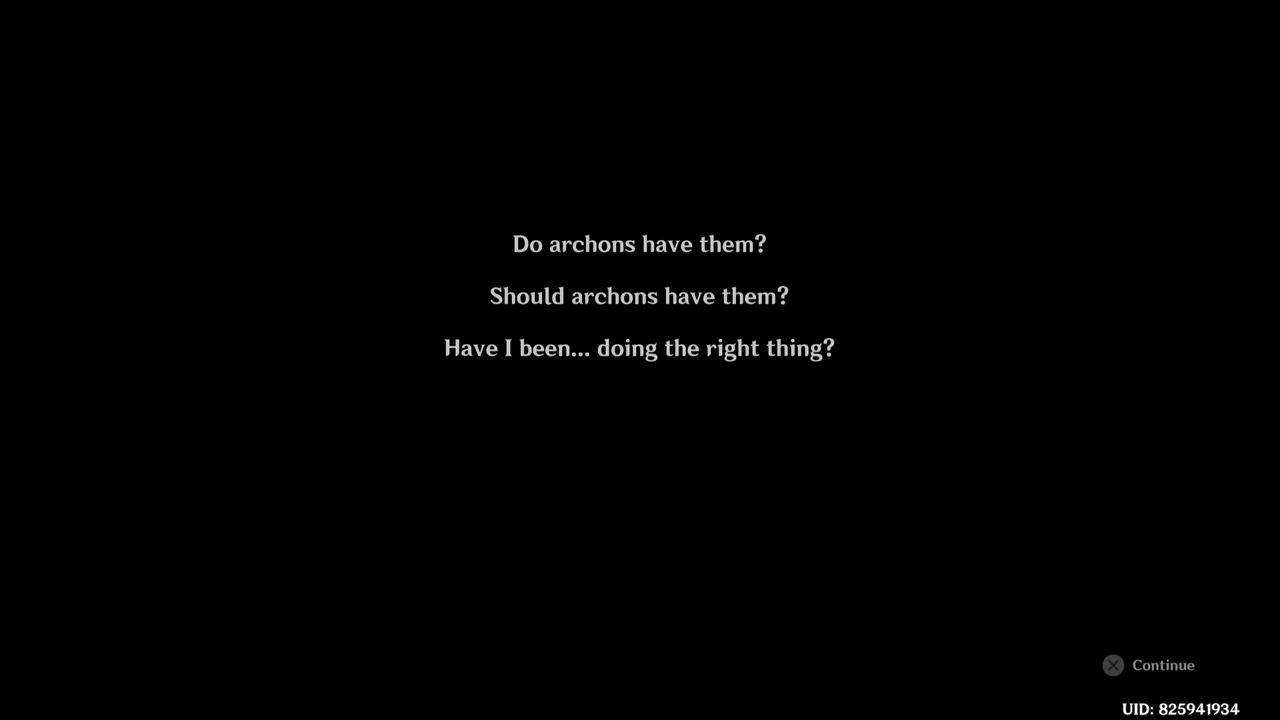 Do archons have them?
Should archons have them?
Have I been... doing the right thing?
Continue
UID: 825941934